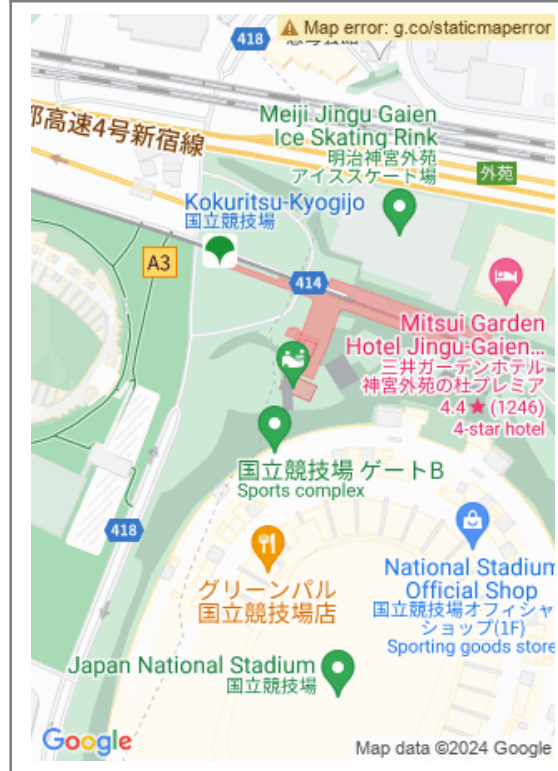 Map error: g.co/staticmaperror
418
Meiji Jingu Gaien
Ice Skating Rink
明治神宮外苑
アイススケート場
都高速4号新宿線
外苑
Kokuritsu-Kyogijo
国立競技場
A3
414
Mitsui Garden
Hotel Jingu-Gaien...
三井ガーデンホテル
神宮外苑の杜プレミア
4.4★(1246)
4-star hotel
国立競技場 ゲートB
Sports complex
418
グリーンパル
国立競技場店
National Stadium
Official Shop
国立競技場オフィシャ
ショップ(1F)
Sporting goods store
Japan National Stadium
国立競技場
Google
Map data ©2024 Google